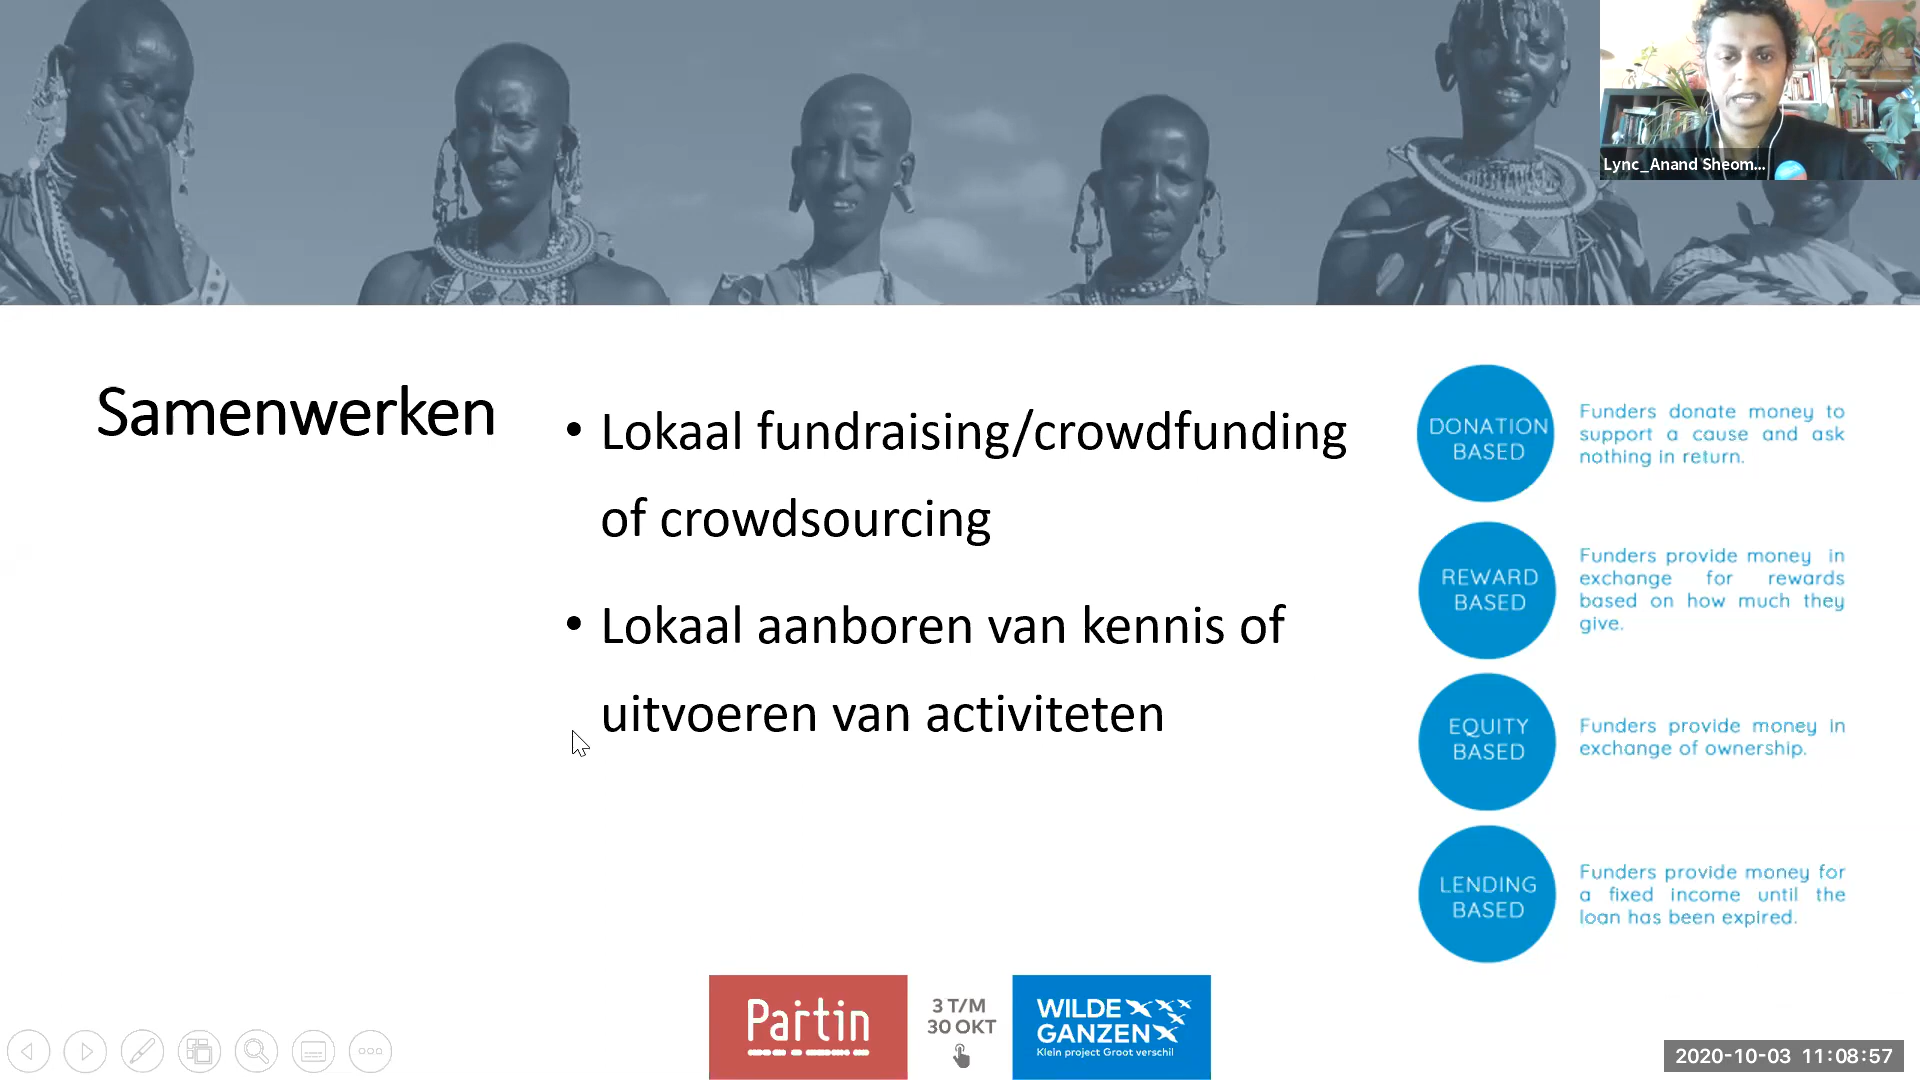 Lync_Anand Sheom...
Samenwerken
• Lokaal fundraising/crowdfunding
of crowdsourcing
• Lokaal aanboren van kennis of
uitvoeren van activiteten
DONATION
BASED
Funders donate money to
support a cause and ask
nothing in return.
REWARD
BASED
Funders provide money in
exchange for rewards
based on how much they
give.
EQUITY
BASED
Funders provide money in
exchange of ownership.
LENDING
BASED
Funders provide money for
a fixed income until the
loan has been expired.
Partin
3 T/M
30 OKT
WILDE
GANZEN
Klein project Groot verschil
2020-10-03 11:08:57